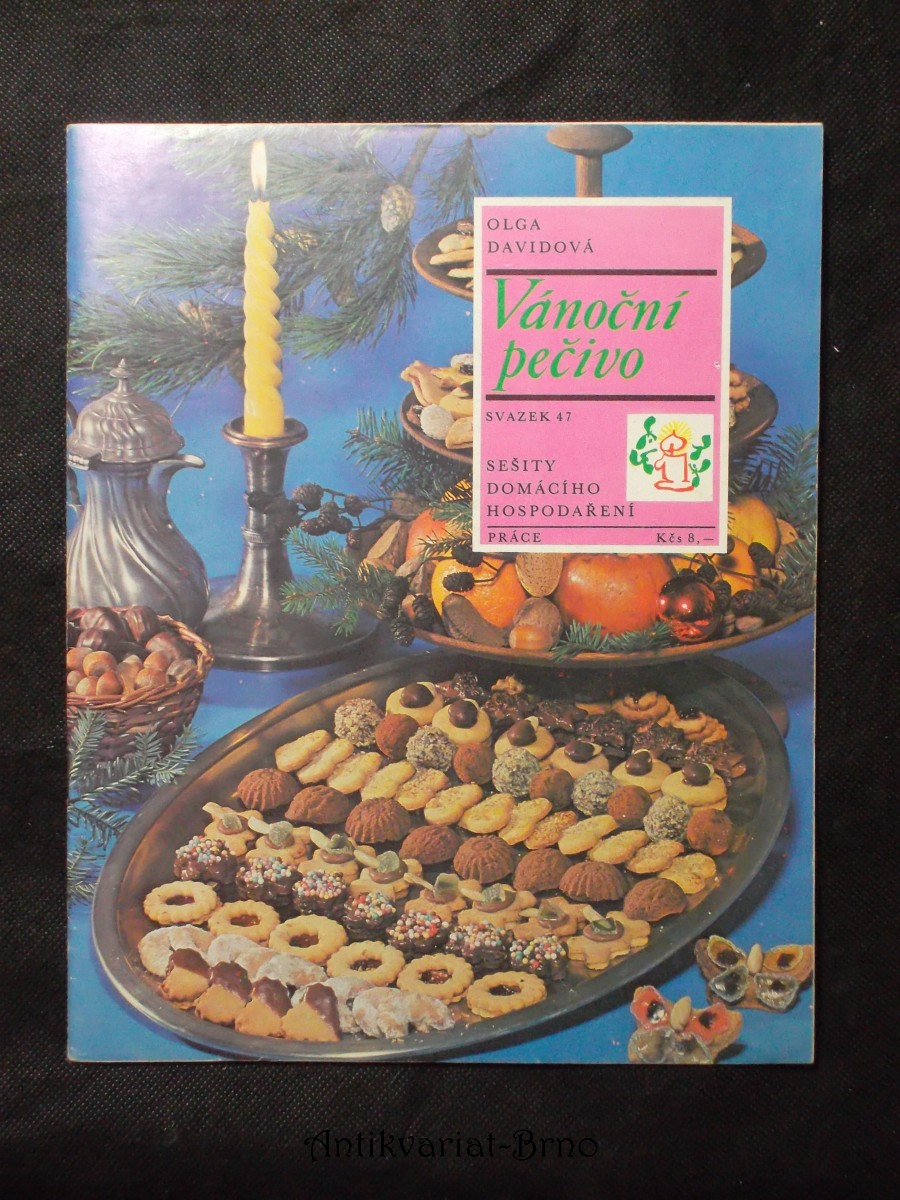 OLGA
DAVIDOVÁ
Vánoční
pečivo
SVAZEK 47
SEŠITY
DOMÁCÍHO
HOSPODAŘENÍ
PRÁCE Kčs 8,—
Antikvariat-Brno